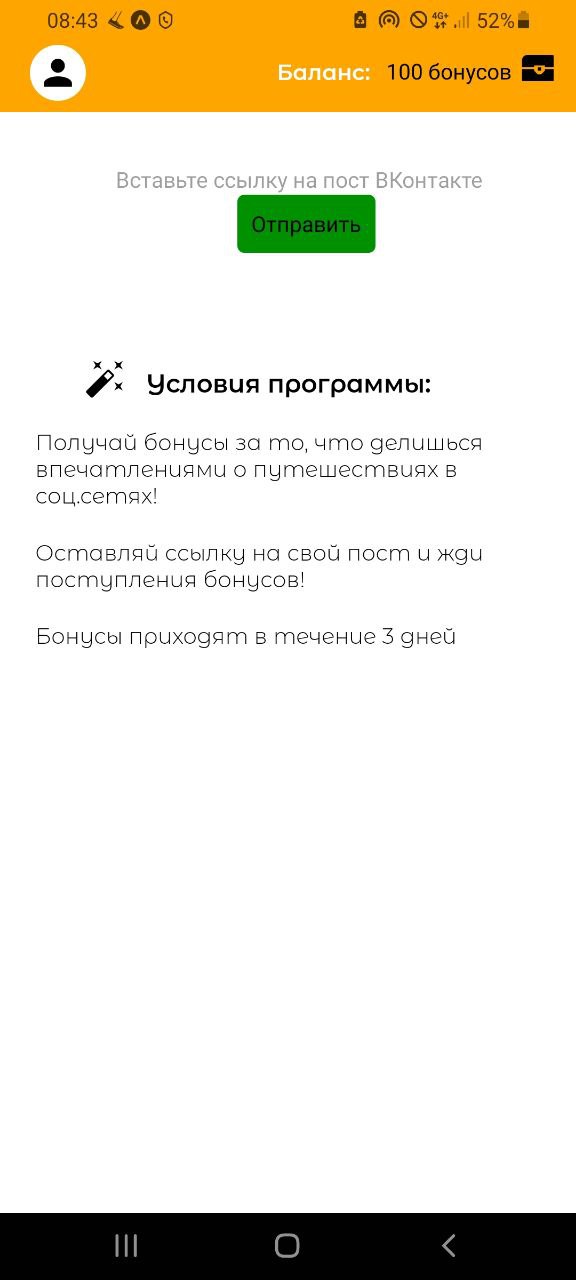 08:43 4G+ 52%
Баланс: 100 бонусов
Вставьте ссылку на пост ВКонтакте
Отправить
Условия программы:
Получай бонусы за то, что делишься
впечатлениями о путешествиях в
соц.сетях!
Оставляй ссылку на свой пост и жди
поступления бонусов!
Бонусы приходят в течение 3 дней